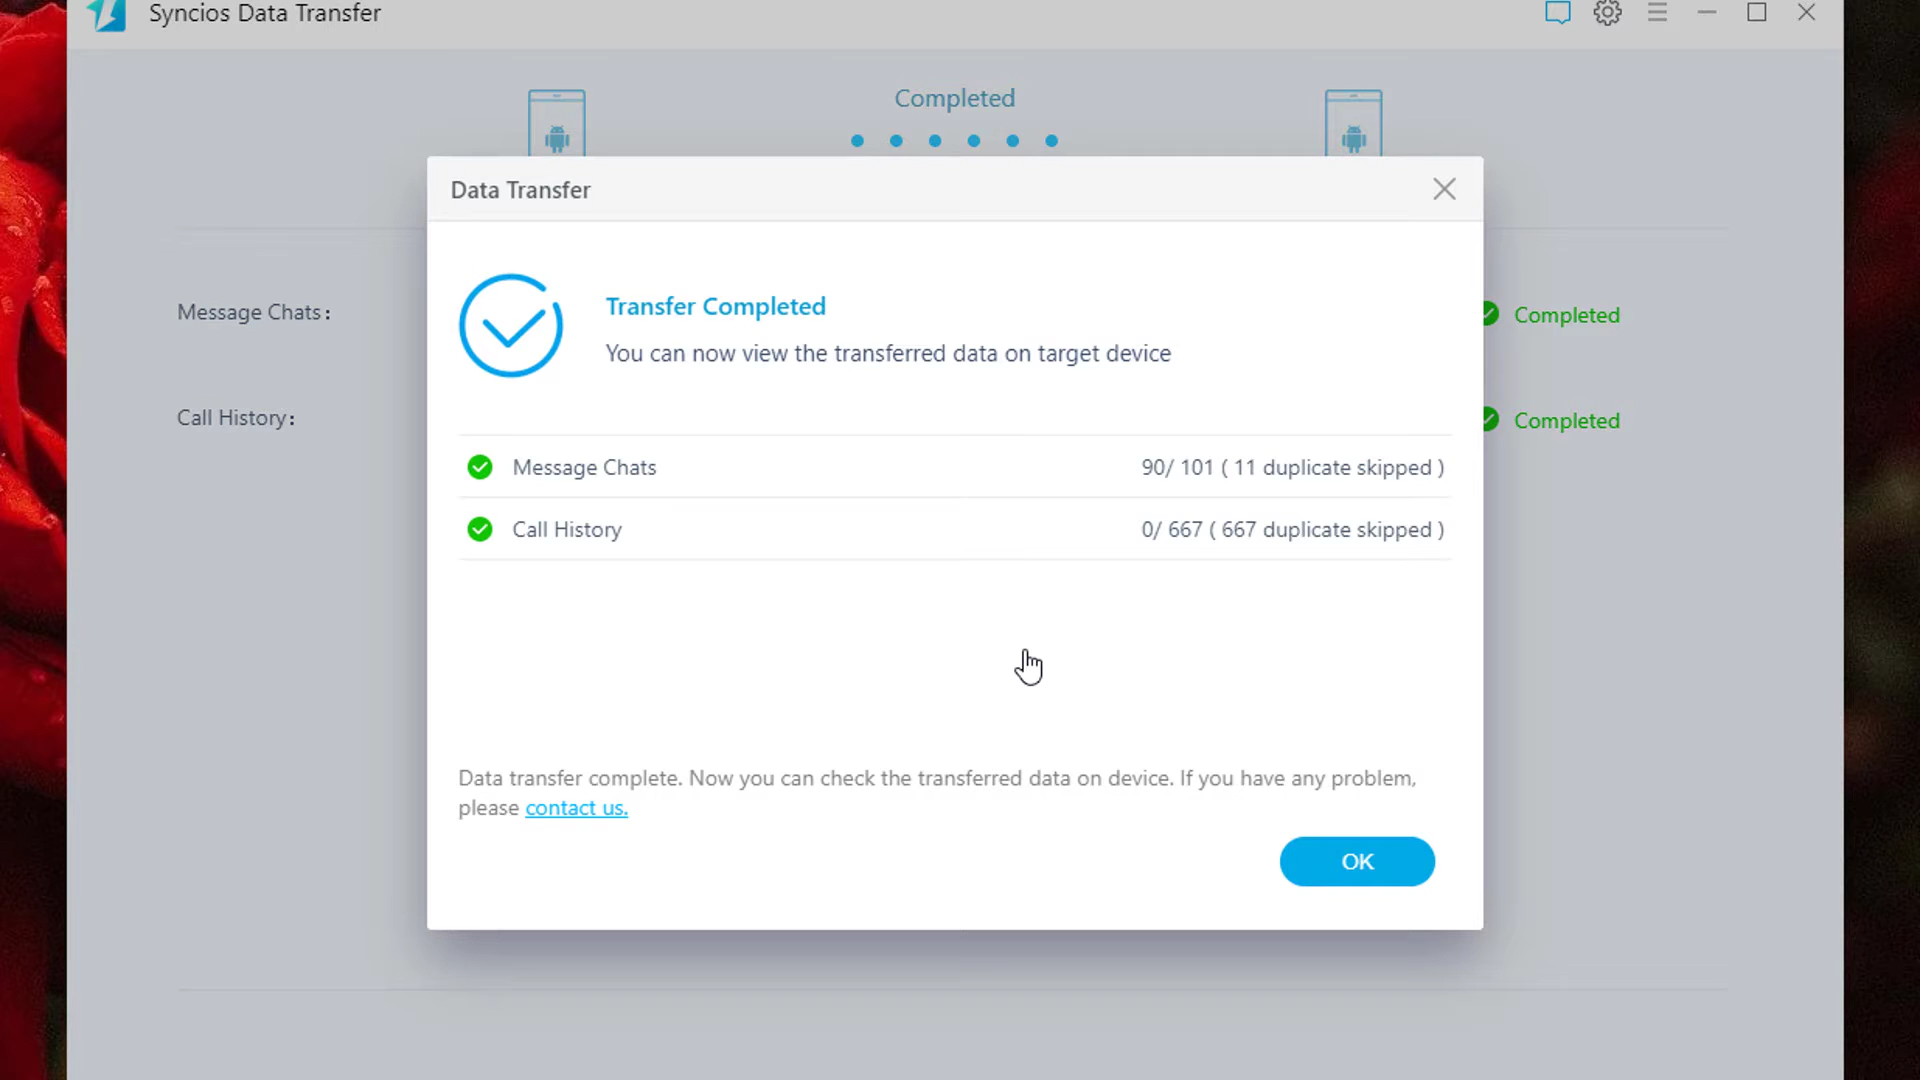 Syncios Data Transfer
Completed
Data Transfer
Transfer Completed
You can now view the transferred data on target device
Message Chats:
Completed
Call History:
Completed
Message Chats 90/ 101 ( 11 duplicate skipped )
Call History 0/ 667 ( 667 duplicate skipped )
Data transfer complete. Now you can check the transferred data on device. If you have any problem,
please contact us.
OK